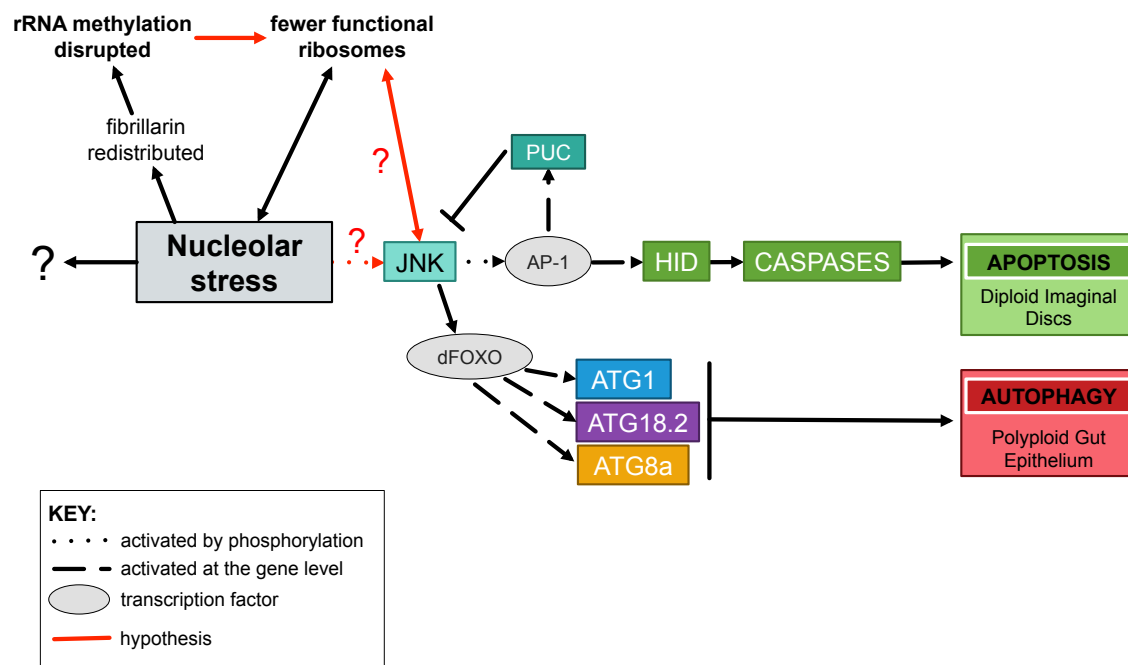 rRNA methylation
disrupted
fewer functional
ribosomes
fibrillarin
redistributed
?
PUC
?
Nucleolar
stress
?
JNK
AP-1
HID
CASPASES
APOPTOSIS
Diploid Imaginal
Discs
dFOXO
ATG1
ATG18.2
ATG8a
AUTOPHAGY
Polyploid Gut
Epithelium
KEY:
activated by phosphorylation
activated at the gene level
transcription factor
hypothesis